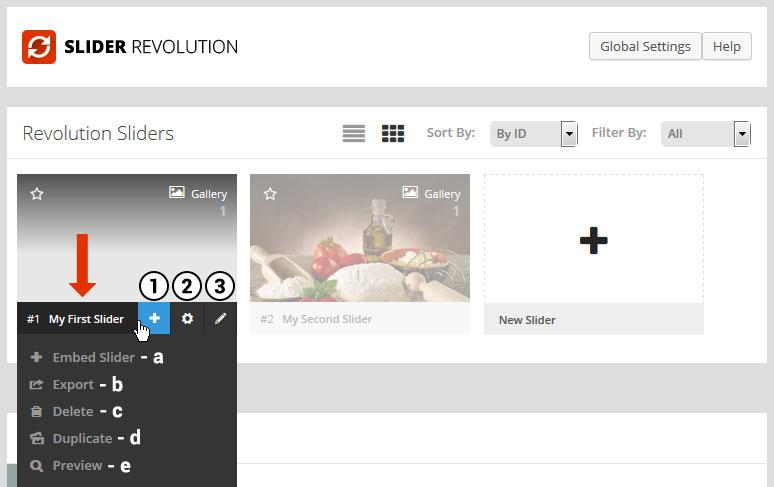 SLIDER REVOLUTION
Global Settings
Help
Revolution Sliders
Sort By:
By ID
Filter By:
All
Gallery
1
Gallery
1
1
2
3
#1 My First Slider
#2 My Second Slider
New Slider
Embed Slider - a
Export - b
Delete - c
Duplicate - d
Preview - e